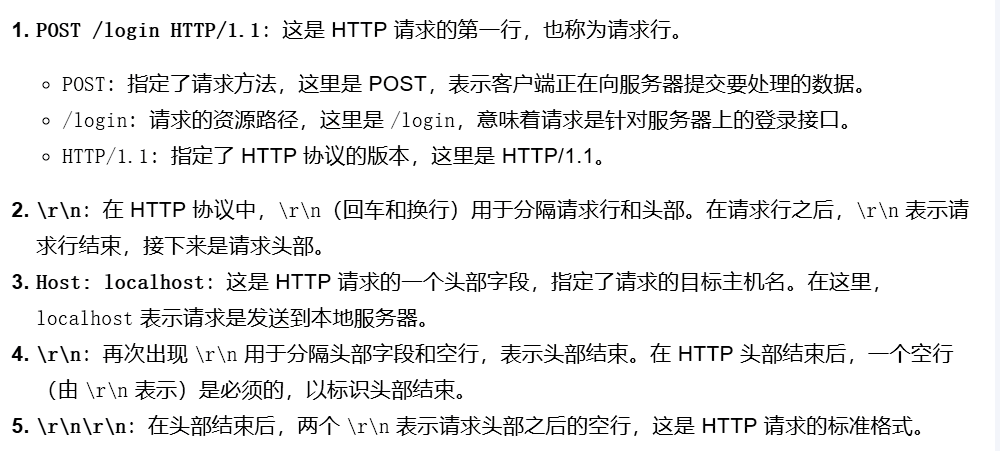 1. POST /login HTTP/1.1：这是 HTTP 请求的第一行，也称为请求行。
◦ POST：指定了请求方法，这里是 POST，表示客户端正在向服务器提交要处理的数据。
◦ /login：请求的资源路径，这里是 /login，意味着请求是针对服务器上的登录接口。
◦ HTTP/1.1：指定了 HTTP 协议的版本，这里是 HTTP/1.1。
2. \r\n：在 HTTP 协议中，\r\n（回车和换行）用于分隔请求行和头部。在请求行之后，\r\n 表示请
求行结束，接下来是请求头部。
3. Host: localhost：这是 HTTP 请求的一个头部字段，指定了请求的目标主机名。在这里，
localhost 表示请求是发送到本地服务器。
4. \r\n：再次出现 \r\n 用于分隔头部字段和空行，表示头部结束。在 HTTP 头部结束后，一个空行
（由 \r\n 表示）是必须的，以标识头部结束。
5. \r\n\r\n：在头部结束后，两个 \r\n 表示请求头部之后的空行，这是 HTTP 请求的标准格式。